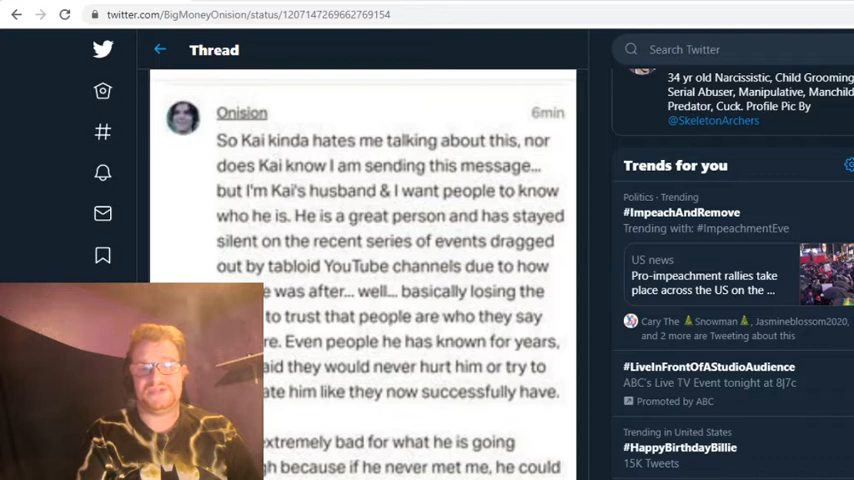 twitter.com/BigMoneyOnision/status/1207147269662769154
Thread
Search Twitter
Onision
6min
So Kai kinda hates me talking about this, nor
does Kai know I am sending this message...
but I'm Kai's husband & I want people to know
who he is. He is a great person and has stayed
silent on the recent series of events dragged
out by tabloid YouTube channels due to how
e was after... well... basically losing the
to trust that people are who they say
re. Even people he has known for years,
aid they would never hurt him or try to
ate him like they now successfully have.
extremely bad for what he is going
gh because if he never met me, he could
34 yr old Narcissistic, Child Grooming
Serial Abuser, Manipulative, Manchild
Predator, Cuck. Profile Pic By
@SkeletonArchers
Trends for you
Politics · Trending
#ImpeachAndRemove
Trending with: #ImpeachmentEve
US news
Pro-impeachment rallies take
place across the US on the ...
Cary The 🎄Snowman🎄, Jasmineblossom2020,
and 2 more are Tweeting about this
#LiveInFrontOfAStudioAudience
ABC's Live TV Event tonight at 8|7c
Promoted by ABC
Trending in United States
#HappyBirthdayBillie
15K Tweets